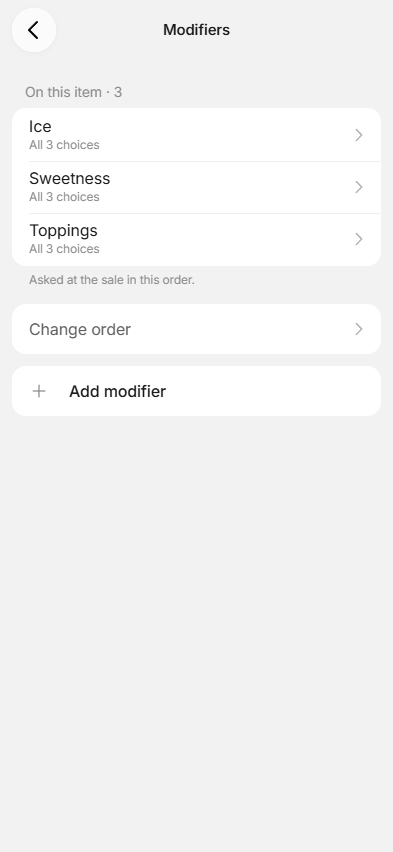 Modifiers
On this item · 3
Ice
All 3 choices
Sweetness
All 3 choices
Toppings
All 3 choices
Asked at the sale in this order.
Change order
Add modifier